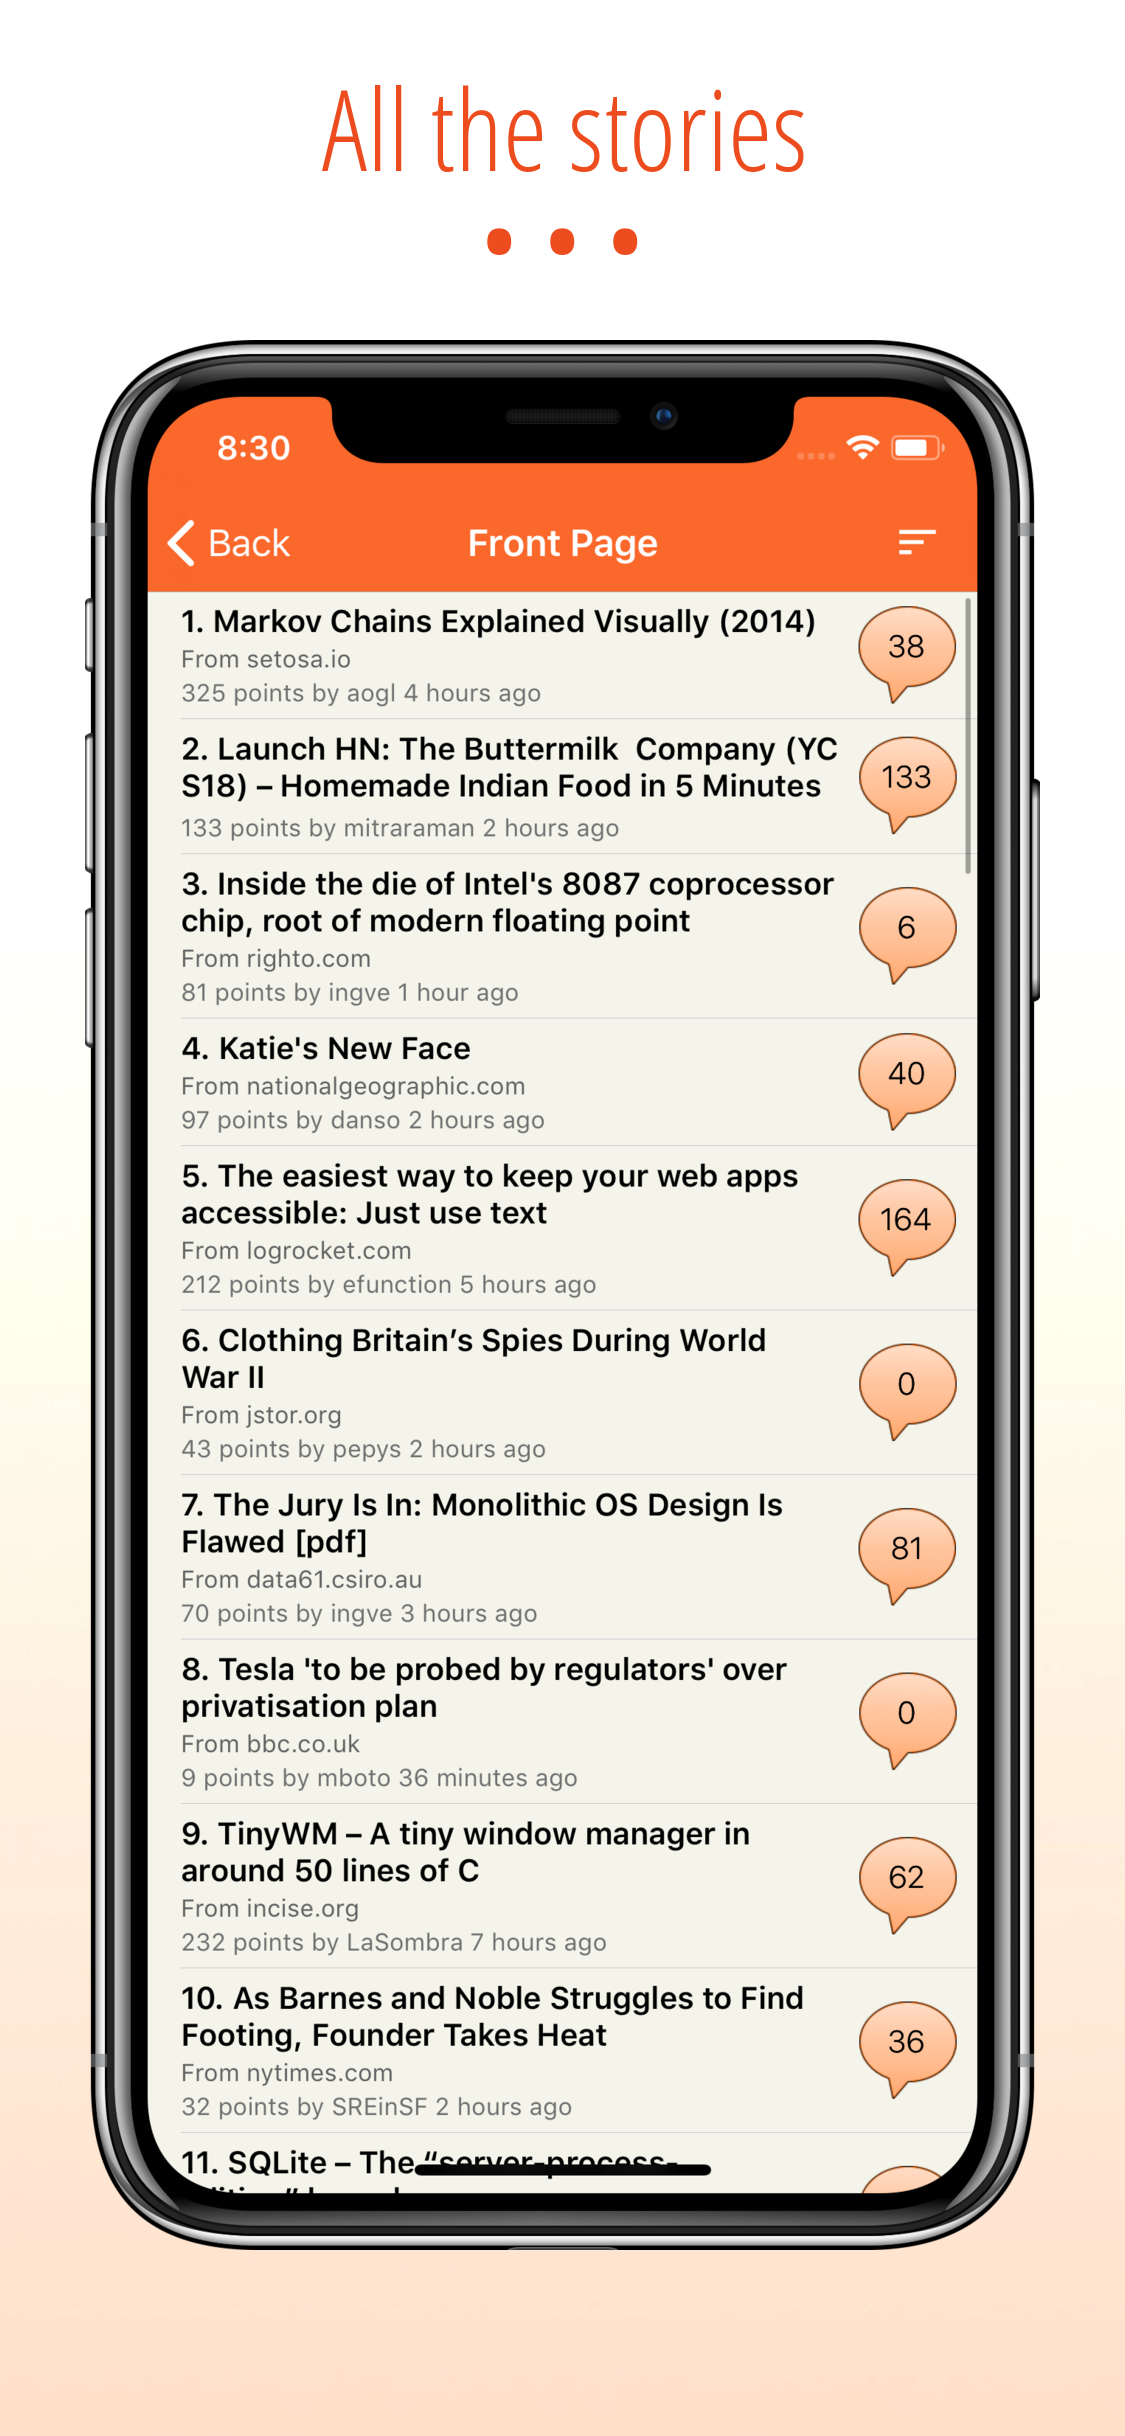 All the stories
8:30
Back
Front Page
1. Markov Chains Explained Visually (2014)
From setosa.io
325 points by aogl 4 hours ago
38
2. Launch HN: The Buttermilk  Company (YC
S18) – Homemade Indian Food in 5 Minutes
133 points by mitraraman 2 hours ago
133
3. Inside the die of Intel's 8087 coprocessor
chip, root of modern floating point
From righto.com
81 points by ingve 1 hour ago
6
4. Katie's New Face
From nationalgeographic.com
97 points by danso 2 hours ago
40
5. The easiest way to keep your web apps
accessible: Just use text
From logrocket.com
212 points by efunction 5 hours ago
164
6. Clothing Britain’s Spies During World
War II
From jstor.org
43 points by pepys 2 hours ago
0
7. The Jury Is In: Monolithic OS Design Is
Flawed [pdf]
From data61.csiro.au
70 points by ingve 3 hours ago
81
8. Tesla 'to be probed by regulators' over
privatisation plan
From bbc.co.uk
9 points by mboto 36 minutes ago
0
9. TinyWM – A tiny window manager in
around 50 lines of C
From incise.org
232 points by LaSombra 7 hours ago
62
10. As Barnes and Noble Struggles to Find
Footing, Founder Takes Heat
From nytimes.com
32 points by SREinSF 2 hours ago
36
11. SQLite – The “server-process-